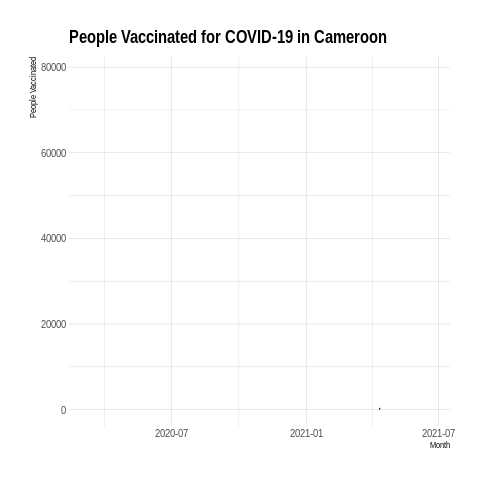 People Vaccinated for COVID-19 in Cameroon
People Vaccinated
80000
60000
40000
20000
0
2020-07 2021-01 2021-07
Month